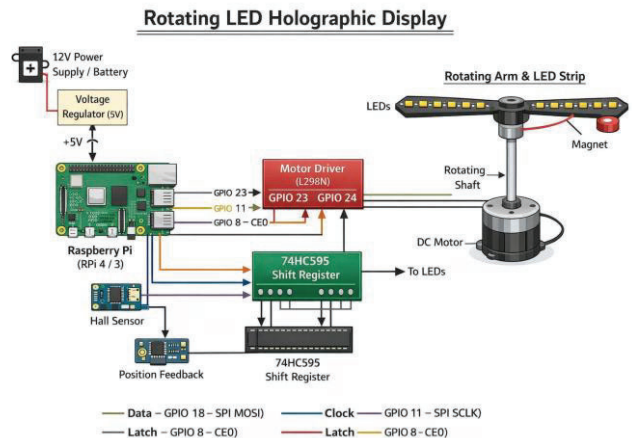 Rotating LED Holographic Display
12V Power
Supply / Battery
Voltage
Regulator (5V)
+5V
Raspberry Pi
(RPi 4 / 3)
GPIO 23
GPIO 11
GPIO 8 - CE0
Motor Driver
(L298N)
GPIO 23 GPIO 24
Rotating Arm & LED Strip
LEDs
Magnet
Rotating
Shaft
DC Motor
74HC595
Shift Register
To LEDs
Hall Sensor
Position Feedback
74HC595
Shift Register
Data – GPIO 18 – SPI MOSI)
Clock GPIO 11 – SPI SCLK)
Latch – GPIO 8 – CE0)
Latch GPIO 8 – CE0)